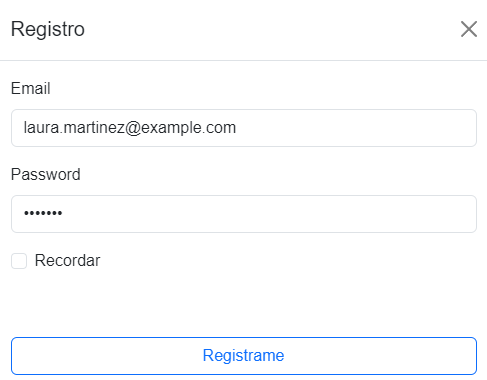 Registro
Email
laura.martinez@example.com
Password
•••••••
Recordar
Registrame